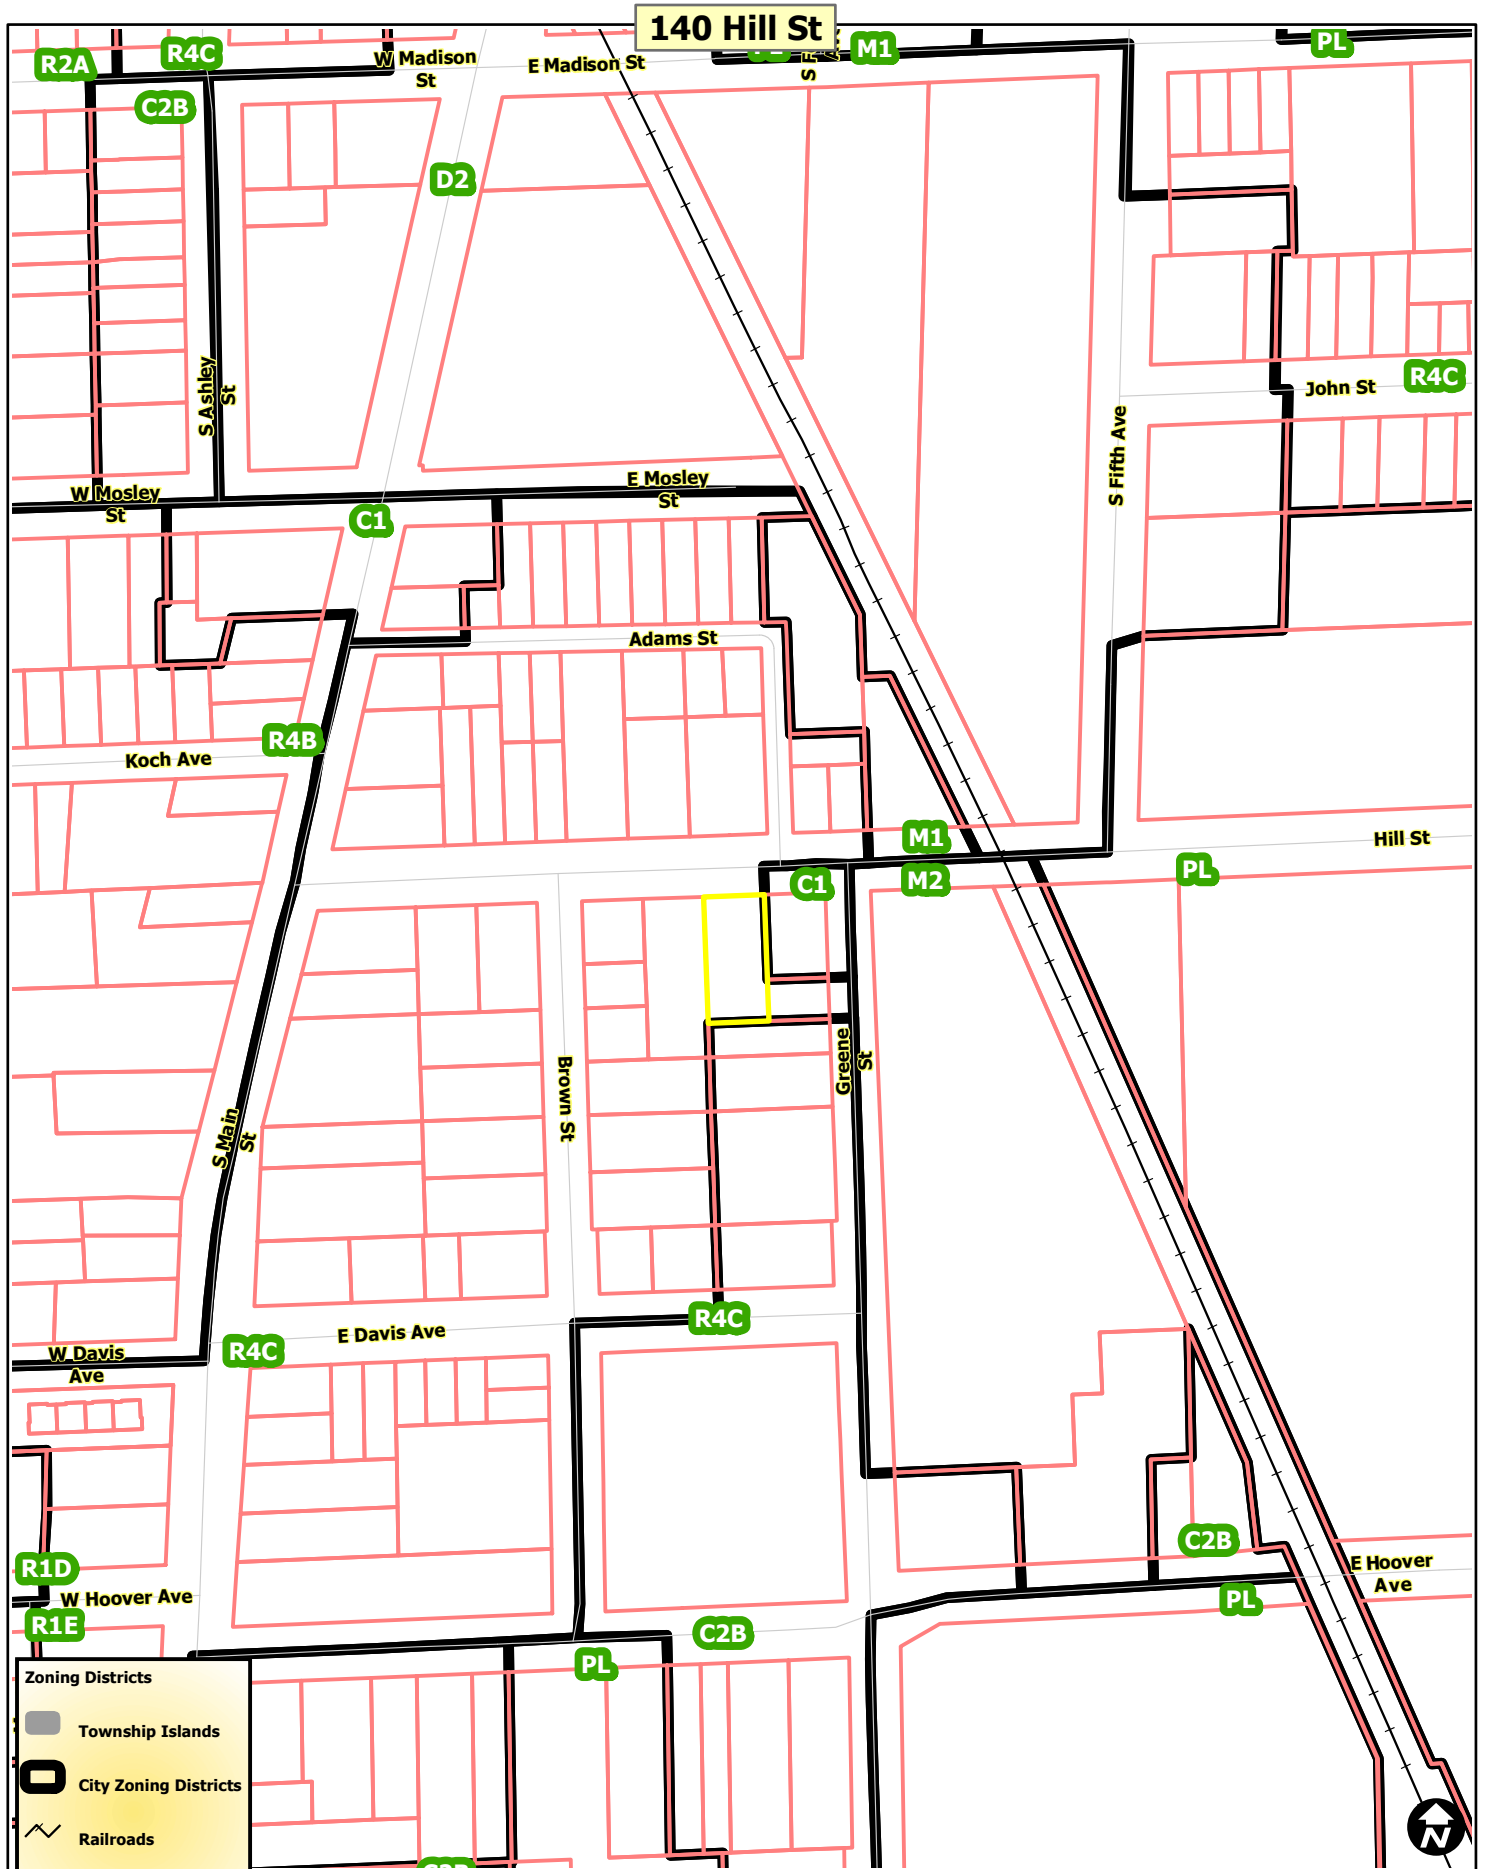 140 Hill St
R2A
R4C
W Madison
St
E Madison St
M1
PL
C2B
D2
S Ashley
St
S Fifth Ave
John St
R4C
W Mosley
St
E Mosley
St
C1
Adams St
Koch Ave
R4B
M1
Hill St
C1
M2
PL
Greene
St
Brown St
S Main
St
R4C
E Davis Ave
R4C
W Davis
Ave
R1D
W Hoover Ave
R1E
C2B
E Hoover
Ave
PL
C2B
PL
Zoning Districts
Township Islands
City Zoning Districts
Railroads
N